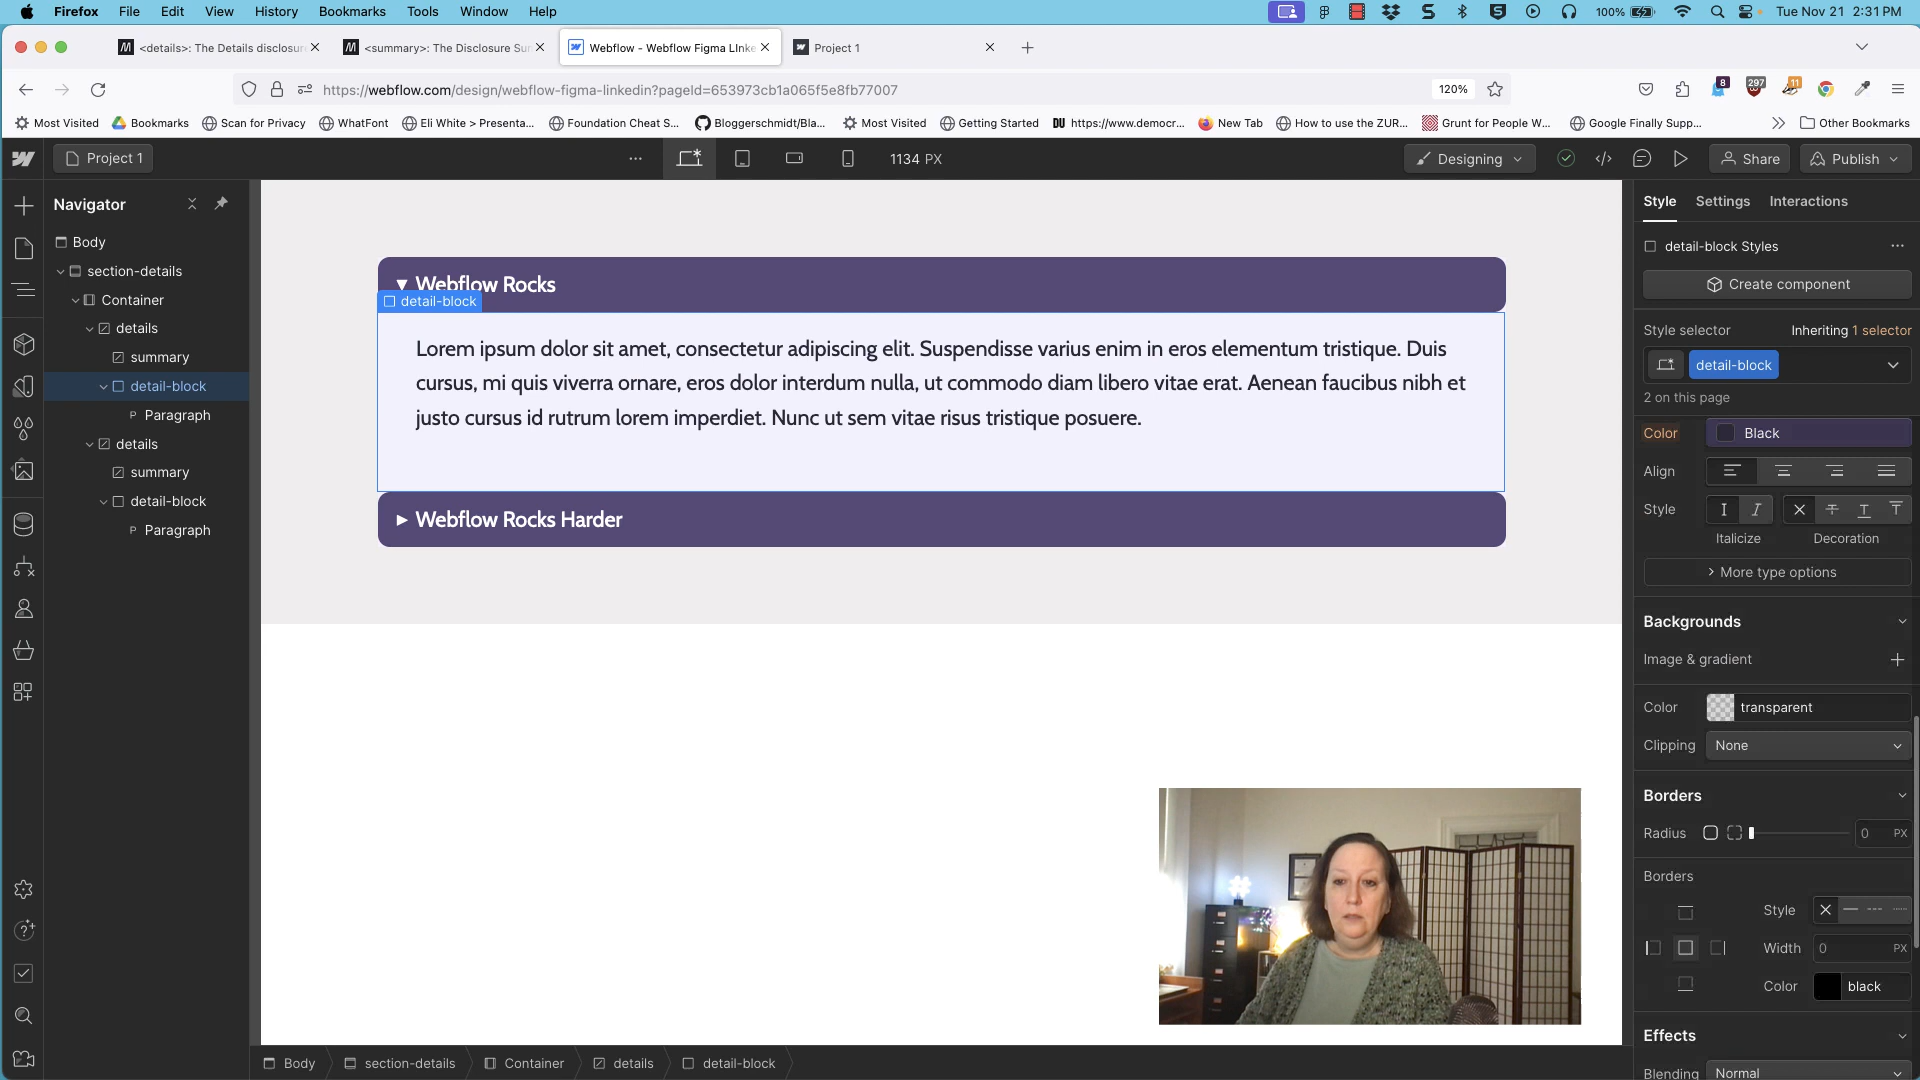 Firefox File Edit View History Bookmarks Tools Window Help 100% Tue Nov 21 2:31 PM
<details>: The Details disclosur <summary>: The Disclosure Sur Webflow - Webflow Figma LInke Project 1
https://webflow.com/design/webflow-figma-linkedin?pageId=653973cb1a065f5e8fb77007 120% 8 297 11
Most Visited Bookmarks Scan for Privacy WhatFont Eli White > Presenta... Foundation Cheat S... Bloggerschmidt/Bla... Most Visited Getting Started DU https://www.democr... New Tab How to use the ZUR... Grunt for People W... Google Finally Supp... Other Bookmarks
Project 1 1134 PX Designing Share Publish
Navigator
Body
section-details
Container
details
summary
detail-block
Paragraph
details
summary
detail-block
Paragraph
Webflow Rocks
detail-block
Lorem ipsum dolor sit amet, consectetur adipiscing elit. Suspendisse varius enim in eros elementum tristique. Duis
cursus, mi quis viverra ornare, eros dolor interdum nulla, ut commodo diam libero vitae erat. Aenean faucibus nibh et
justo cursus id rutrum lorem imperdiet. Nunc ut sem vitae risus tristique posuere.
Webflow Rocks Harder
Style Settings Interactions
detail-block Styles
Create component
Style selector Inheriting 1 selector
detail-block
2 on this page
Color Black
Align
Style
Italicize Decoration
More type options
Backgrounds
Image & gradient
Color transparent
Clipping None
Borders
Radius 0 PX
Borders
Style
Width 0 PX
Color black
Effects
Blending Normal
Body section-details Container details detail-block